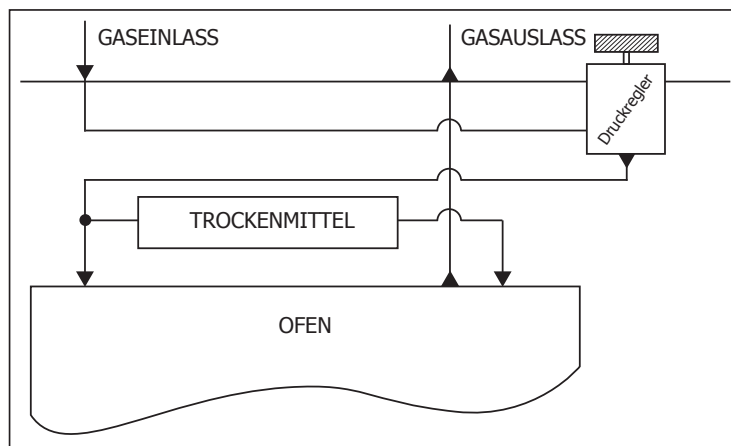 GASEINLASS
GASAUSLASS
Druckregler
TROCKENMITTEL
OFEN